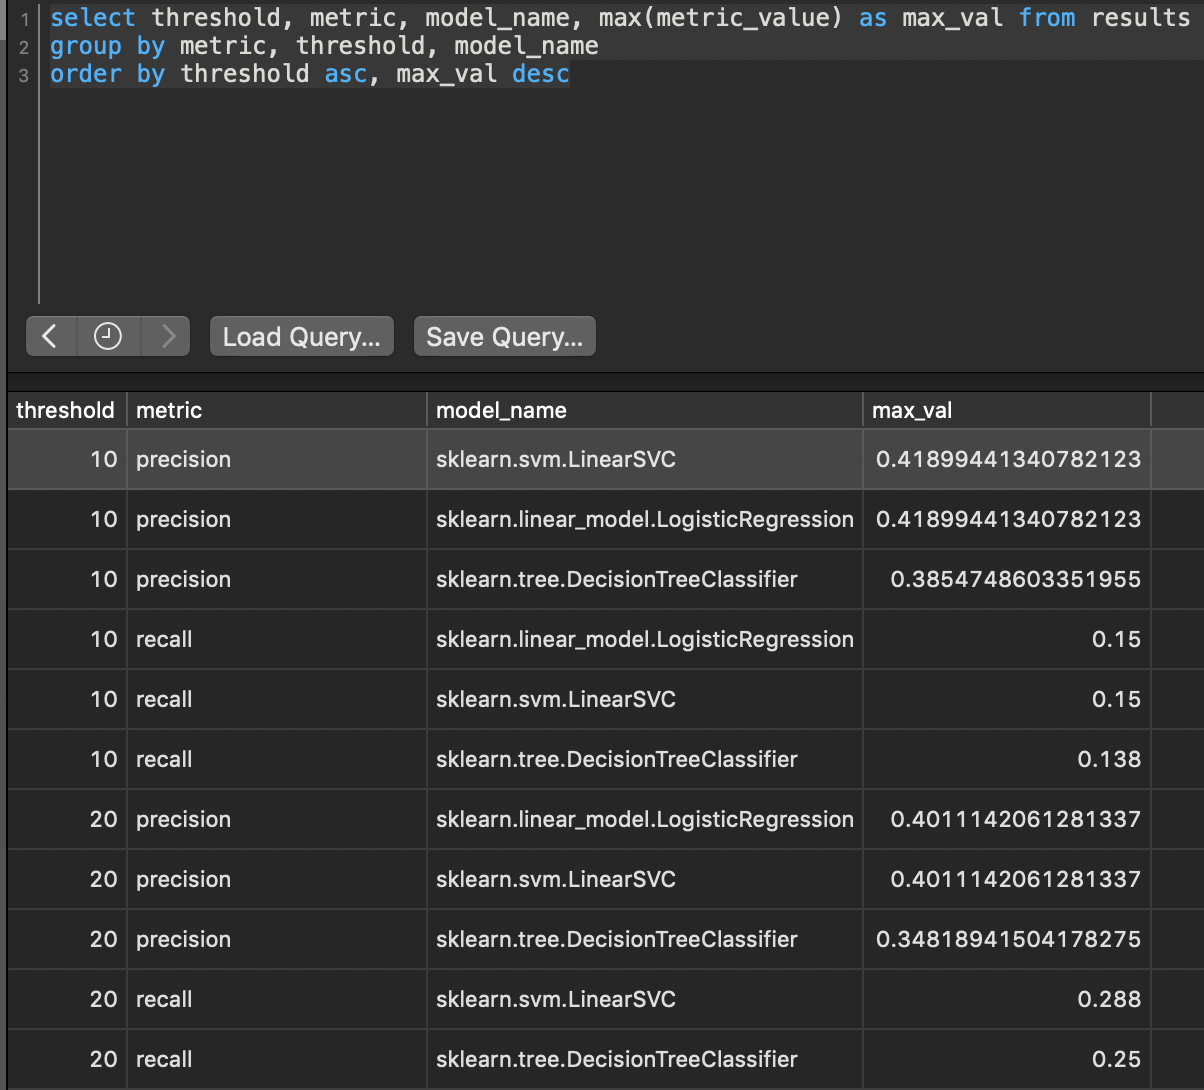 1 select threshold, metric, model_name, max(metric_value) as max_val from results
2 group by metric, threshold, model_name
3 order by threshold asc, max_val desc
Load Query... Save Query...
threshold metric model_name max_val
10 precision sklearn.svm.LinearSVC 0.41899441340782123
10 precision sklearn.linear_model.LogisticRegression 0.41899441340782123
10 precision sklearn.tree.DecisionTreeClassifier 0.3854748603351955
10 recall sklearn.linear_model.LogisticRegression 0.15
10 recall sklearn.svm.LinearSVC 0.15
10 recall sklearn.tree.DecisionTreeClassifier 0.138
20 precision sklearn.linear_model.LogisticRegression 0.4011142061281337
20 precision sklearn.svm.LinearSVC 0.4011142061281337
20 precision sklearn.tree.DecisionTreeClassifier 0.34818941504178275
20 recall sklearn.svm.LinearSVC 0.288
20 recall sklearn.tree.DecisionTreeClassifier 0.25